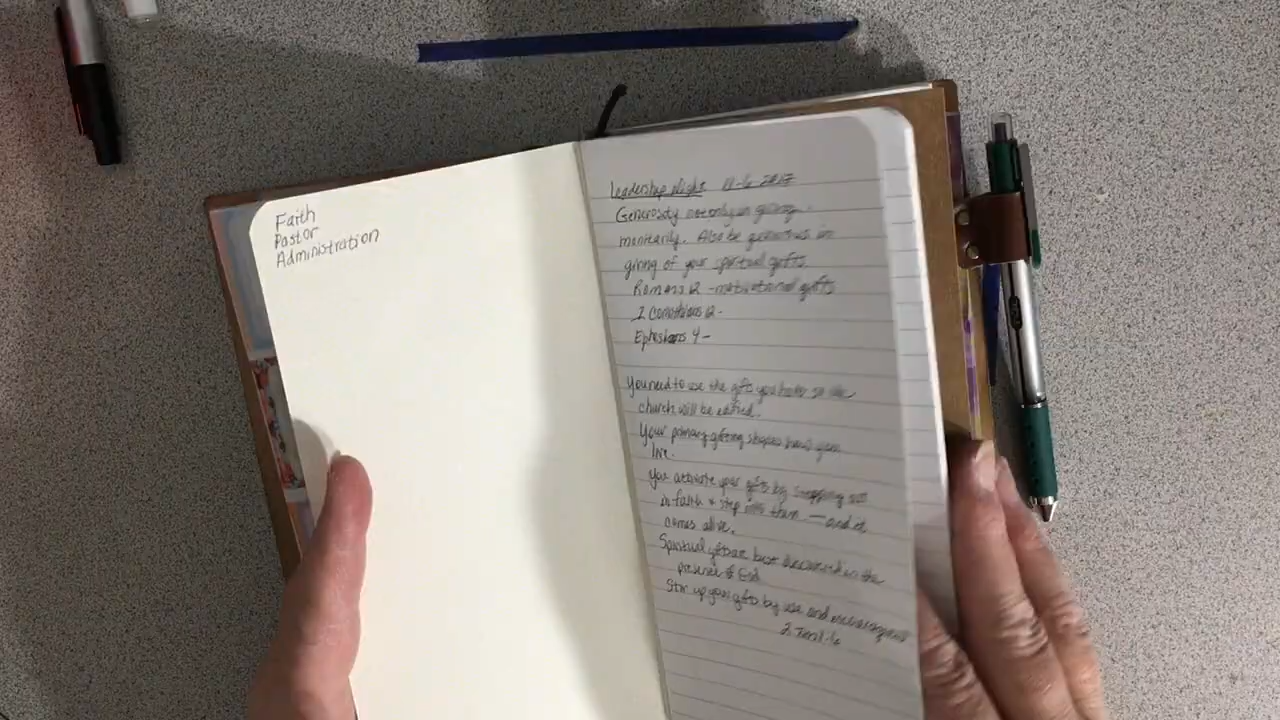 Faith
Pastor
Administration
Leadership Night 11-6 2017
Generosity not only in giving
monitarily. Also be generous in
giving of your spiritual gifts.
Romans 12 - motivational gifts
1 Corinthians 12 -
Ephesians 4 -
You need to use the gifts you have so the
church will be edified.
Your primary gifting shapes how you
live.
You activate your gifts by stepping out
in faith + step into them — and it
comes alive.
Spiritual gifts are best discovered in the
presence of God
Stir up your gifts by use and
2 Tim 1:6